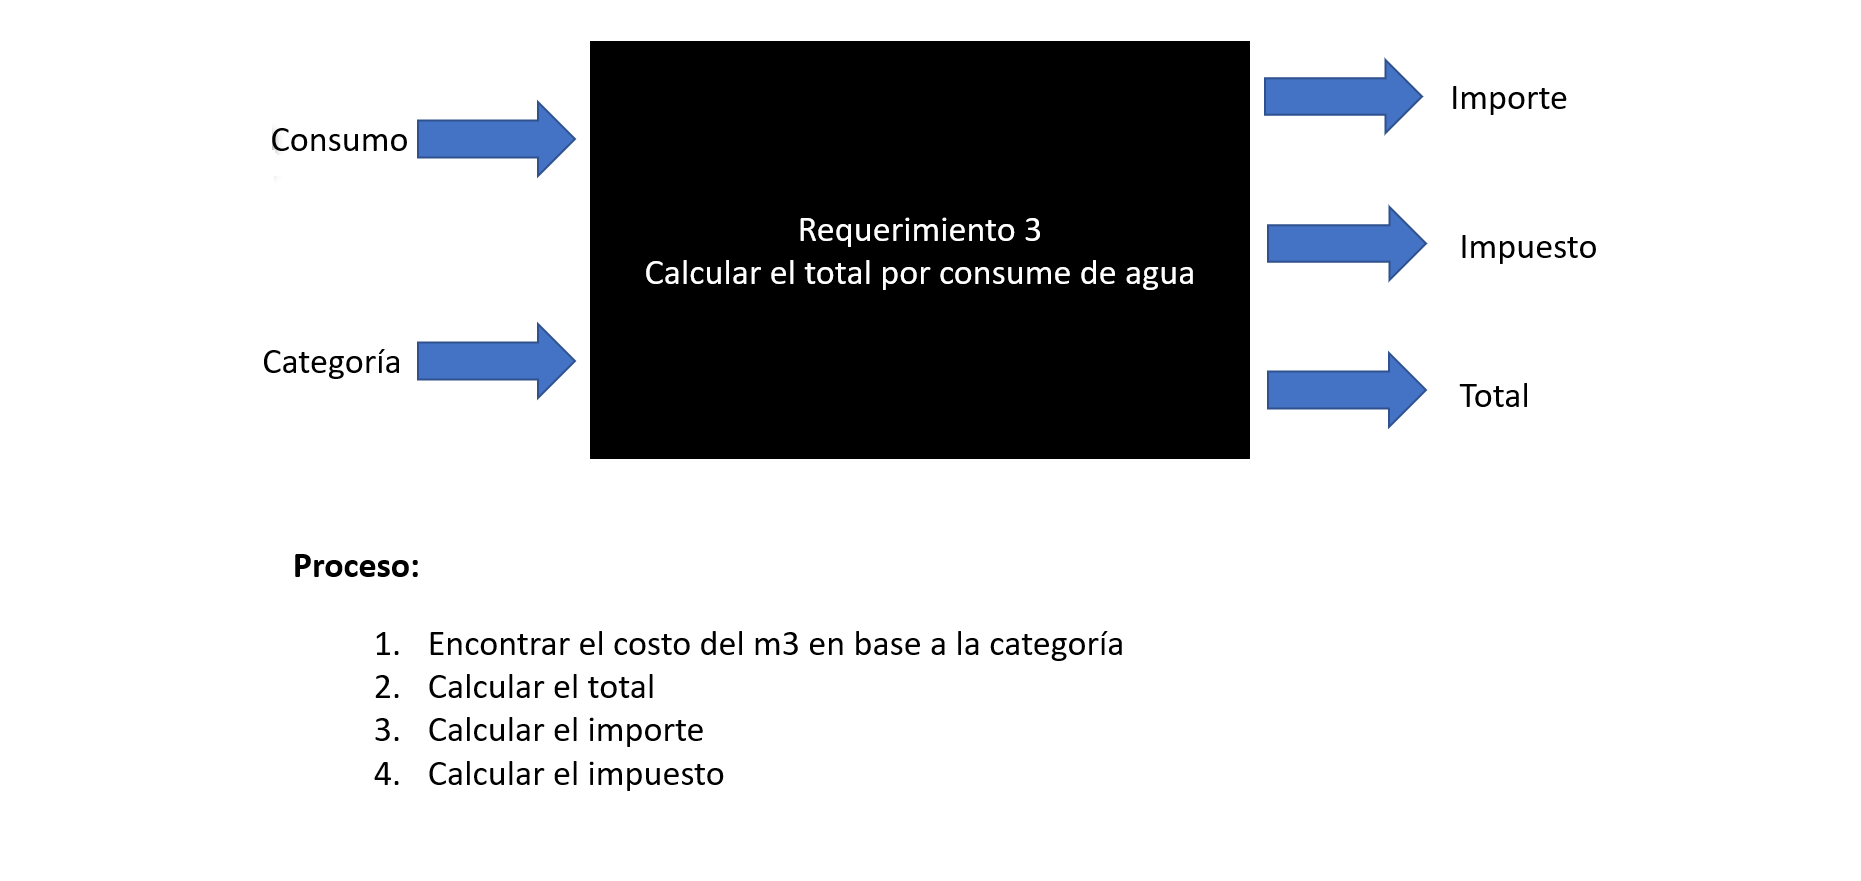 Consumo
Categoría
Requerimiento 3
Calcular el total por consume de agua
Importe
Impuesto
Total
Proceso:
1. Encontrar el costo del m3 en base a la categoría
2. Calcular el total
3. Calcular el importe
4. Calcular el impuesto